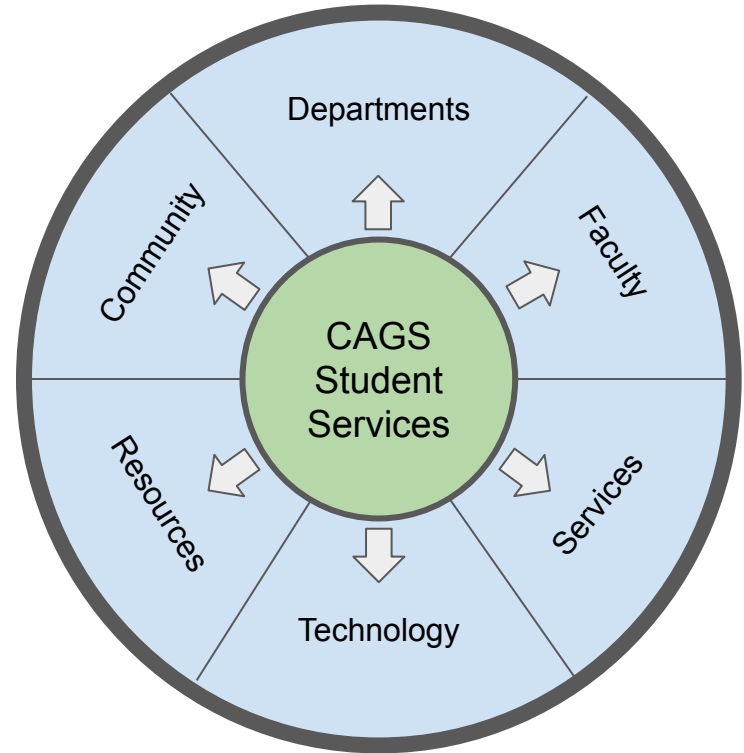 Departments
Faculty
Services
Technology
Resources
Community
CAGS
Student
Services